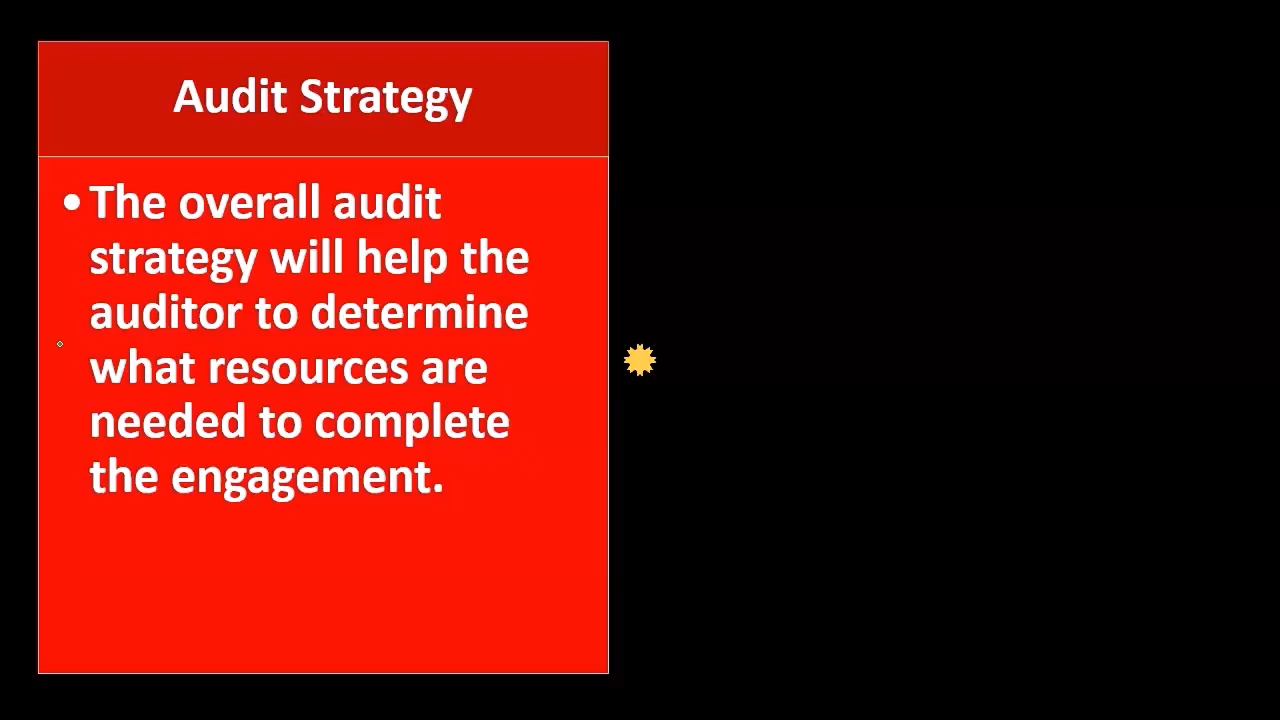 Audit Strategy
• The overall audit
strategy will help the
auditor to determine
what resources are
needed to complete
the engagement.